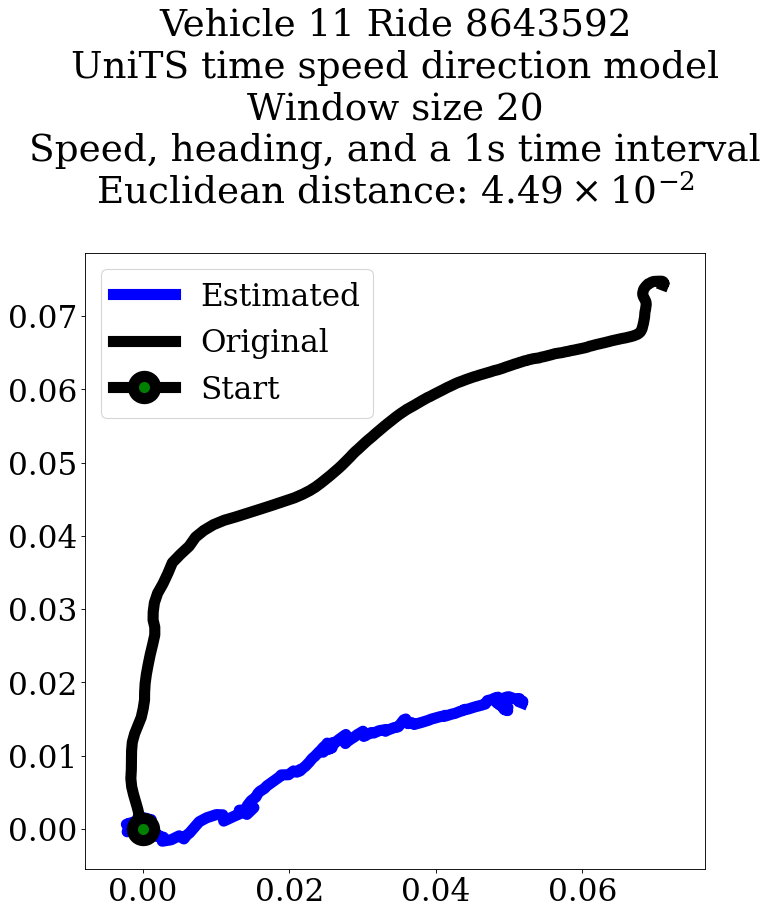 Vehicle 11 Ride 8643592
UniTS time speed direction model
Window size 20
Speed, heading, and a 1s time interval
Euclidean distance: 4.49 × 10⁻²
Estimated
Original
Start
0.07
0.06
0.05
0.04
0.03
0.02
0.01
0.00
0.00 0.02 0.04 0.06